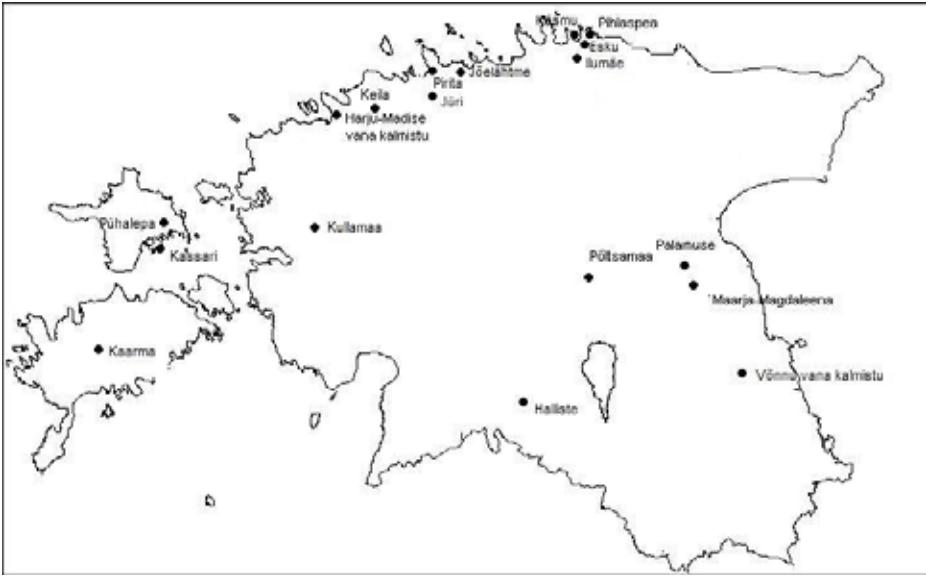 Käsmu
Pihlaspea
Esku
Ilumäe
Jõelähtme
Pirita
Jüri
Keila
Harju-Madise
vana kalmistu
Pühalepa
Kassari
Kullamaa
Põltsamaa
Palamuse
Maarja-Magdaleena
Kaarma
Võnnu vana kalmistu
Halliste